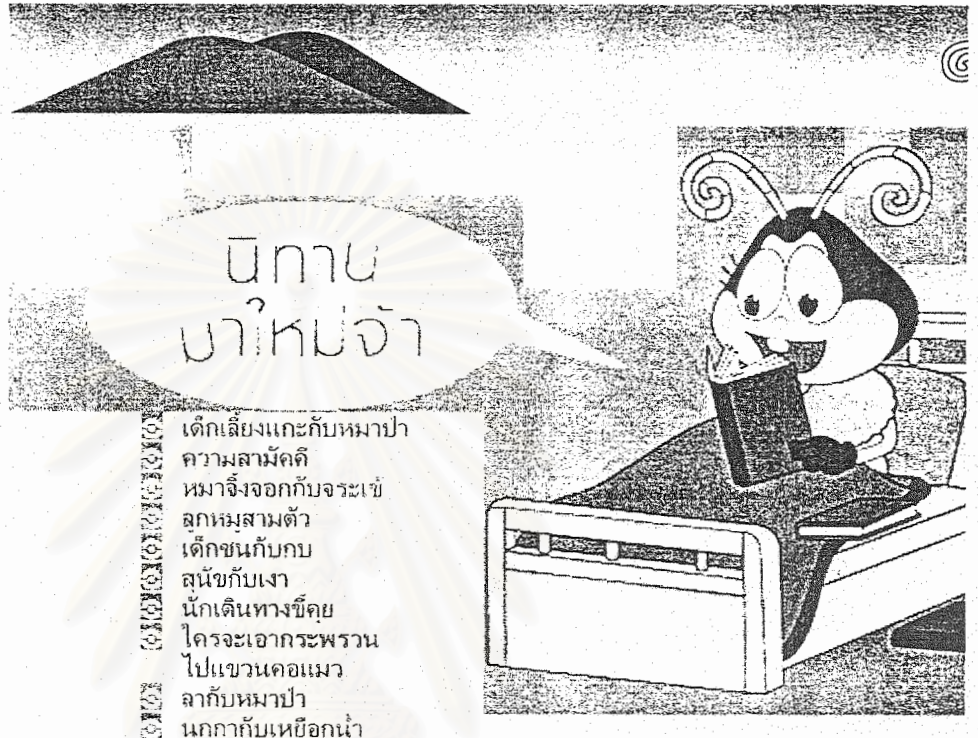 นิทาน
มาใหม่จ้า
เด็กเลี้ยงแกะกับหมาป่า
ความสามัคคี
หมาจิ้งจอกกับจระเข้
ลูกหมูสามตัว
เด็กซนกับกบ
สุนัขกับเงา
นักเดินทางขี้คุย
ใครจะเอากระพรวน
ไปแขวนคอแมว
ลากับหมาป่า
นกกากับเหยือกน้ำ